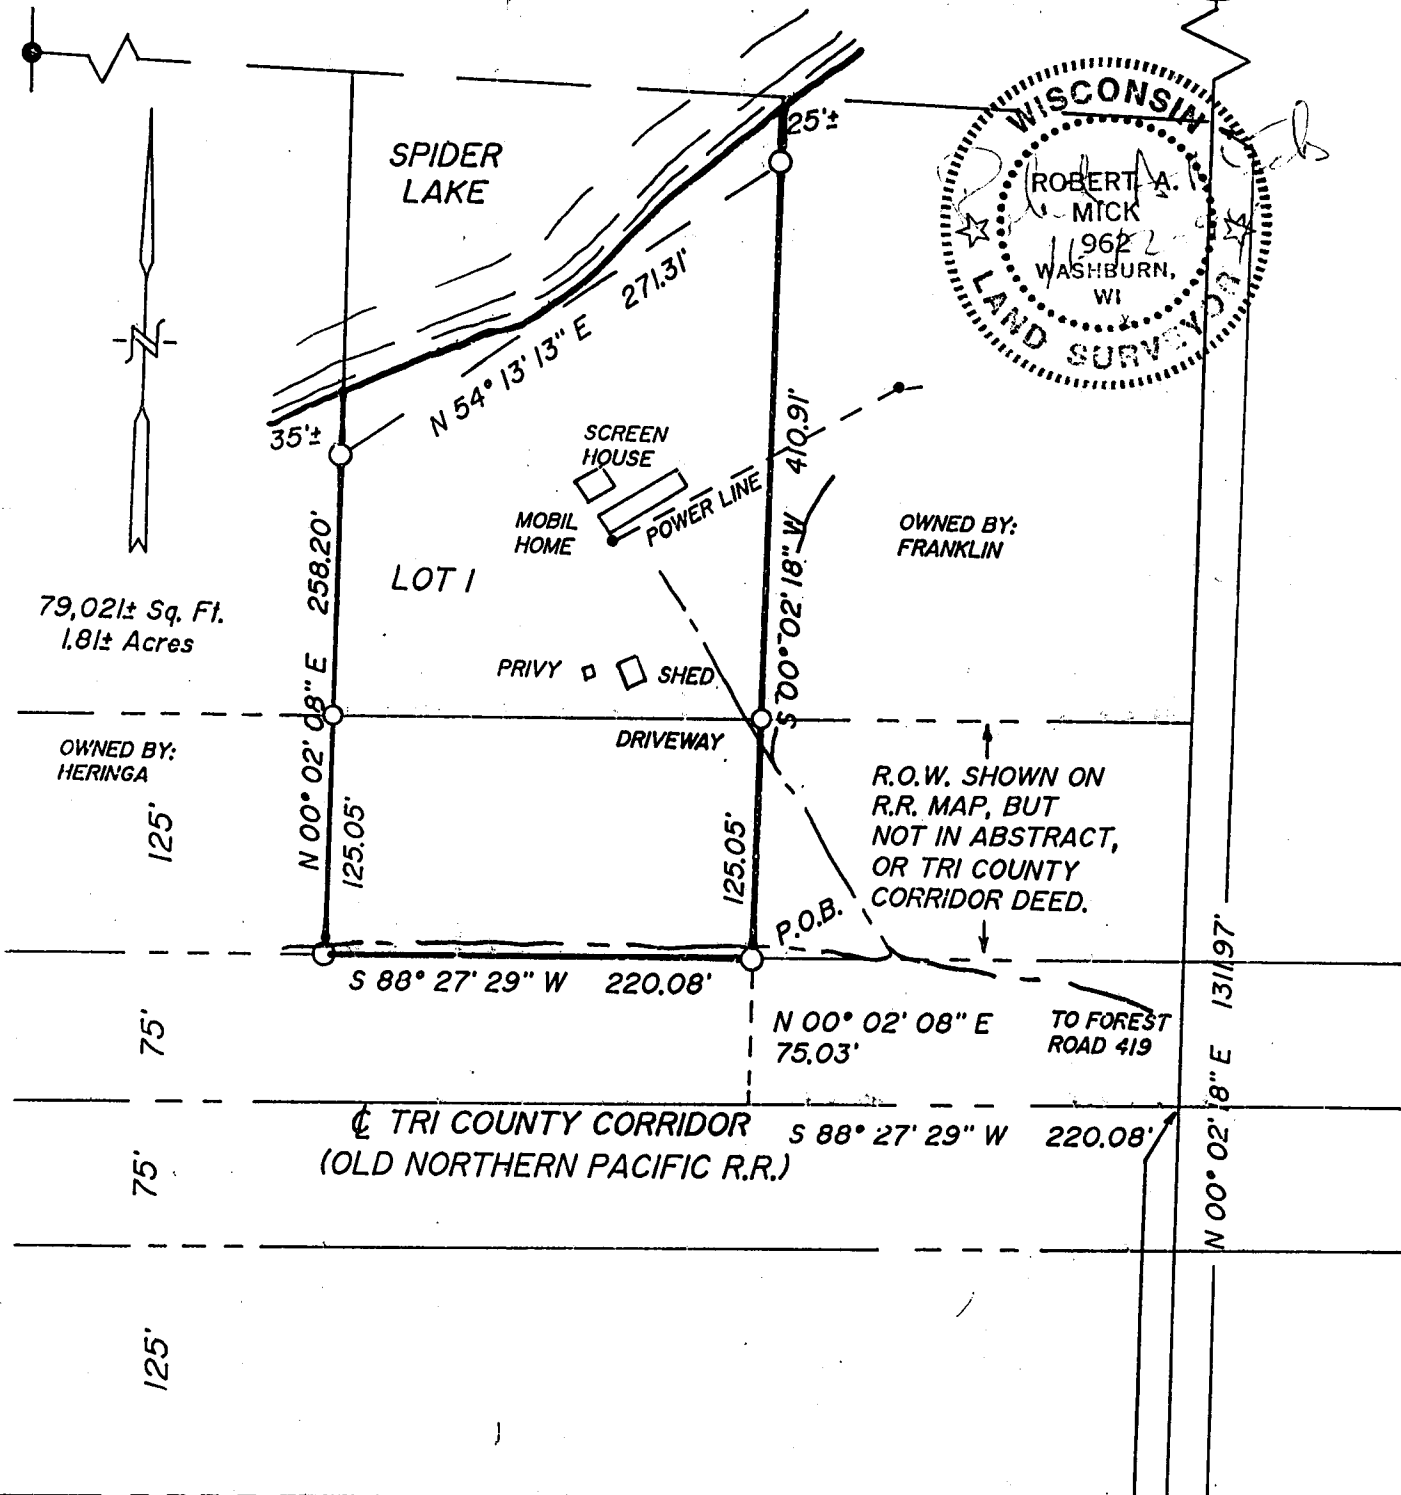 SPIDER
LAKE
25'±
WISCONSIN
LAND SURVEYOR
ROBERT A.
MICK
962
WASHBURN,
WI
271.31'
N 54° 13' 13" E
35'±
SCREEN
HOUSE
MOBIL
HOME
POWER LINE
410.91'
S 00° 02' 18" W
OWNED BY:
FRANKLIN
N
258.20'
LOT 1
79,021± Sq. Ft.
1.81± Acres
PRIVY
SHED
N 00° 02' 08" E
OWNED BY:
HERINGA
DRIVEWAY
R.O.W. SHOWN ON
R.R. MAP, BUT
NOT IN ABSTRACT,
OR TRI COUNTY
CORRIDOR DEED.
125'
125.05'
125.05'
P.O.B.
S 88° 27' 29" W 220.08'
75'
N 00° 02' 08" E
75.03'
TO FOREST
ROAD 419
1311.97'
N 00° 02' 18" E
℄ TRI COUNTY CORRIDOR
(OLD NORTHERN PACIFIC R.R.)
S 88° 27' 29" W 220.08'
75'
125'